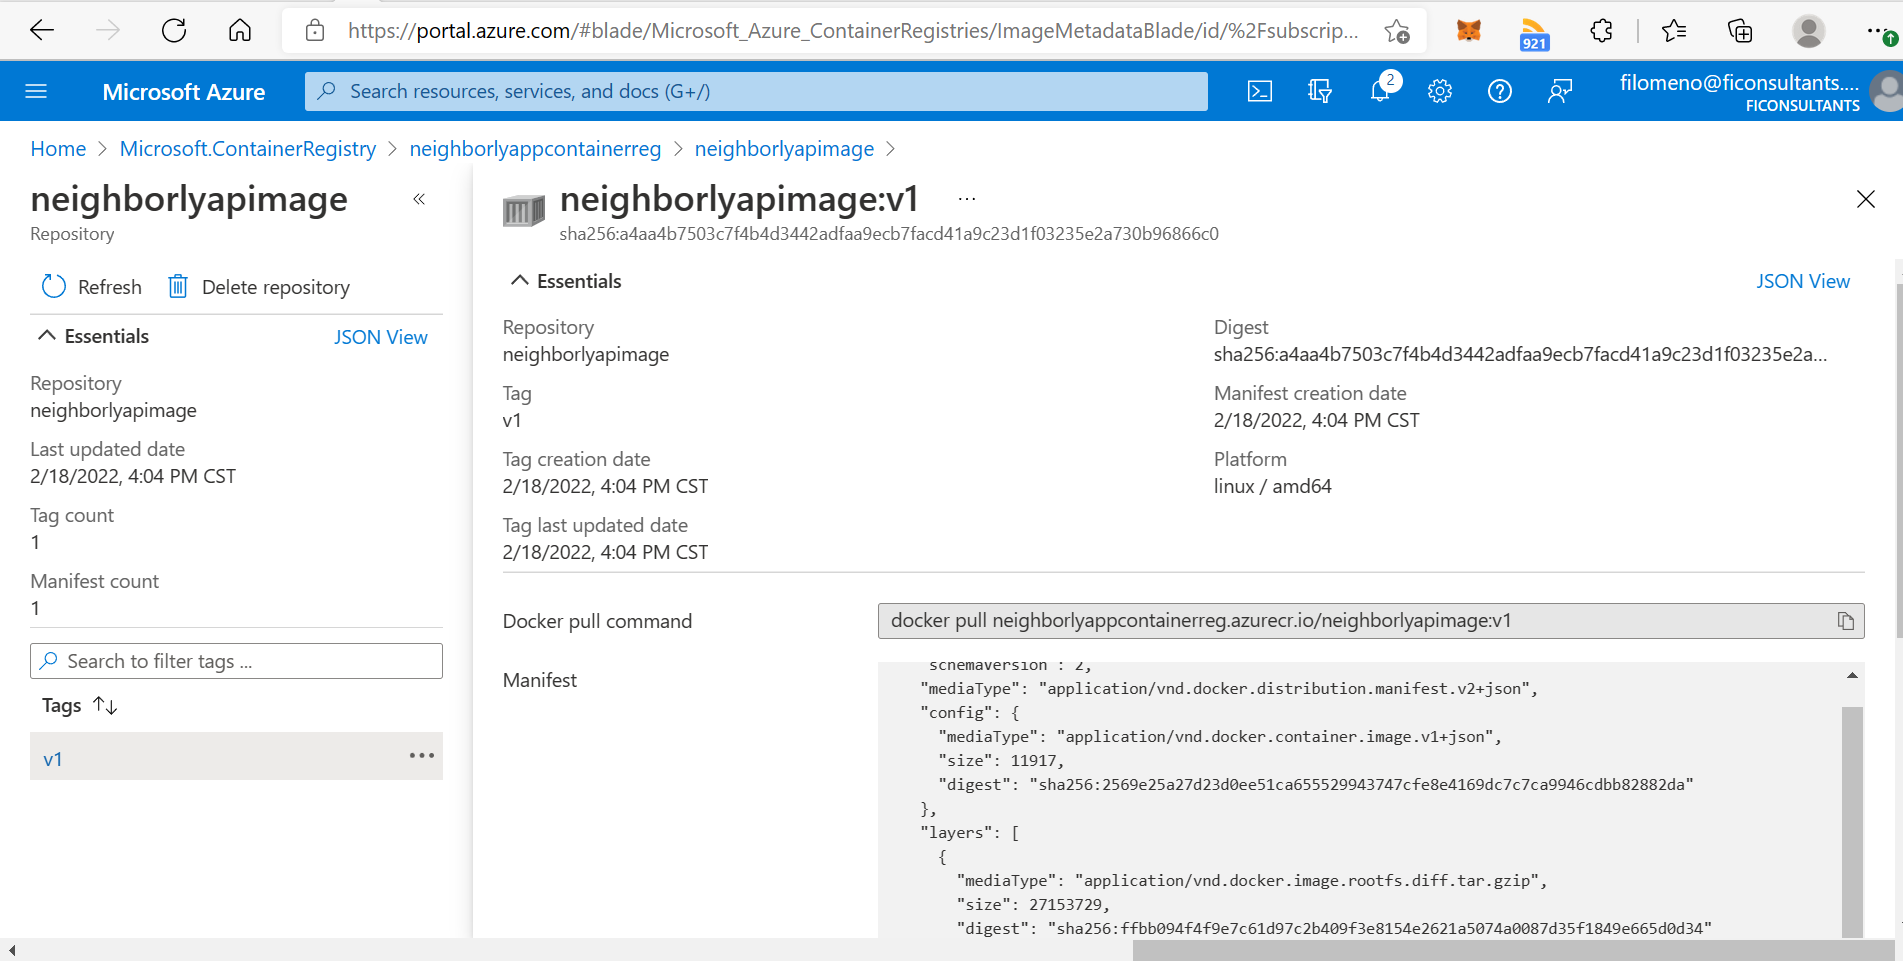 https://portal.azure.com/#blade/Microsoft_Azure_ContainerRegistries/ImageMetadataBlade/id/%2Fsubscrip...
921
Microsoft Azure
Search resources, services, and docs (G+/)
2
filomeno@ficonsultants....
FICONSULTANTS
Home > Microsoft.ContainerRegistry > neighborlyappcontainerreg > neighborlyapimage >
neighborlyapimage
Repository
Refresh
Delete repository
Essentials
JSON View
Repository
neighborlyapimage
Last updated date
2/18/2022, 4:04 PM CST
Tag count
1
Manifest count
1
Search to filter tags ...
Tags
v1
neighborlyapimage:v1
sha256:a4aa4b7503c7f4b4d3442adfaa9ecb7facd41a9c23d1f03235e2a730b96866c0
Essentials
JSON View
Repository
neighborlyapimage
Tag
v1
Tag creation date
2/18/2022, 4:04 PM CST
Tag last updated date
2/18/2022, 4:04 PM CST
Digest
sha256:a4aa4b7503c7f4b4d3442adfaa9ecb7facd41a9c23d1f03235e2a...
Manifest creation date
2/18/2022, 4:04 PM CST
Platform
linux / amd64
Docker pull command
docker pull neighborlyappcontainerreg.azurecr.io/neighborlyapimage:v1
Manifest
schemaVersion : 2,
"mediaType": "application/vnd.docker.distribution.manifest.v2+json",
"config": {
"mediaType": "application/vnd.docker.container.image.v1+json",
"size": 11917,
"digest": "sha256:2569e25a27d23d0ee51ca655529943747cfe8e4169dc7c7ca9946cdbb82882da"
},
"layers": [
{
"mediaType": "application/vnd.docker.image.rootfs.diff.tar.gzip",
"size": 27153729,
"digest": "sha256:ffbb094f4f9e7c61d97c2b409f3e8154e2621a5074a0087d35f1849e665d0d34"